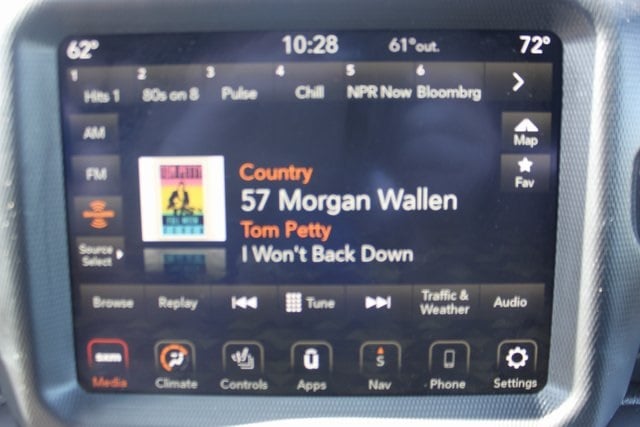 62° 10:28 61°out. 72°
1 2 3 4 5 6
Hits 1 80s on 8 Pulse Chill NPR Now Bloombrg
AM
Map
FM
Fav
Country
57 Morgan Wallen
Tom Petty
I Won't Back Down
Source
Select
Browse Replay Tune Traffic & Weather Audio
sxm U S
Media Climate Controls Apps Nav Phone Settings